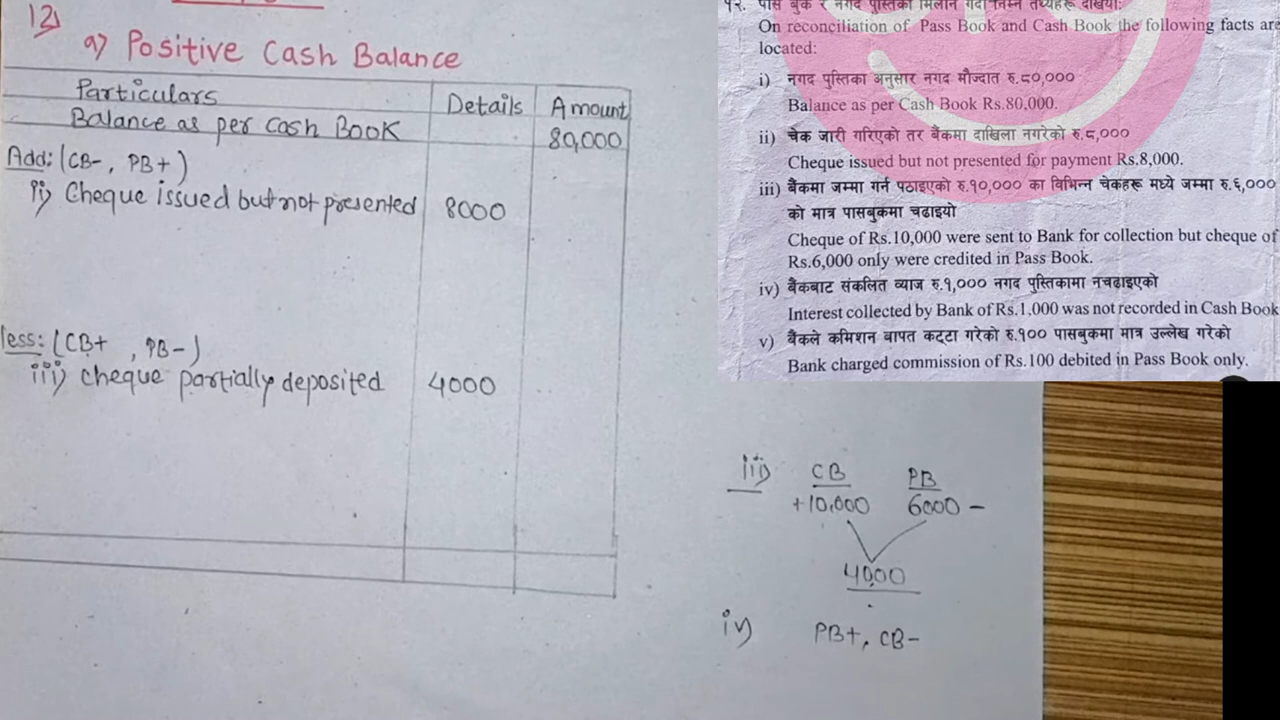 12)
a) Positive Cash Balance
Particulars Details Amount
Balance as per Cash Book 80,000
Add: (CB-, PB+)
ii) Cheque issued but not presented 8000
less: (CB+, PB-)
iii) cheque partially deposited 4000
१२. पास बुक र नगद पुस्तिका मिलान गर्दा निम्न तथ्यहरू देखियो:
On reconciliation of Pass Book and Cash Book the following facts are
located:
i) नगद पुस्तिका अनुसार नगद मौज्दात रु.८०,०००
Balance as per Cash Book Rs.80,000.
ii) चेक जारी गरिएको तर बैंकमा दाखिला नगरेको रु.८,०००
Cheque issued but not presented for payment Rs.8,000.
iii) बैंकमा जम्मा गर्न पठाइएको रु.१०,००० का विभिन्न चेकहरू मध्ये जम्मा रु.६,०००
को मात्र पासबुकमा चढाइयो
Cheque of Rs.10,000 were sent to Bank for collection but cheque of
Rs.6,000 only were credited in Pass Book.
iv) बैंकबाट संकलित व्याज रु.१,००० नगद पुस्तिकामा नचढाइएको
Interest collected by Bank of Rs.1,000 was not recorded in Cash Book
v) बैंकले कमिशन बापत कट्टा गरेको रु.१०० पासबुकमा मात्र उल्लेख गरेको
Bank charged commission of Rs.100 debited in Pass Book only.
iii) CB PB
+10,000 6000 -
4000
iv) PB+, CB-